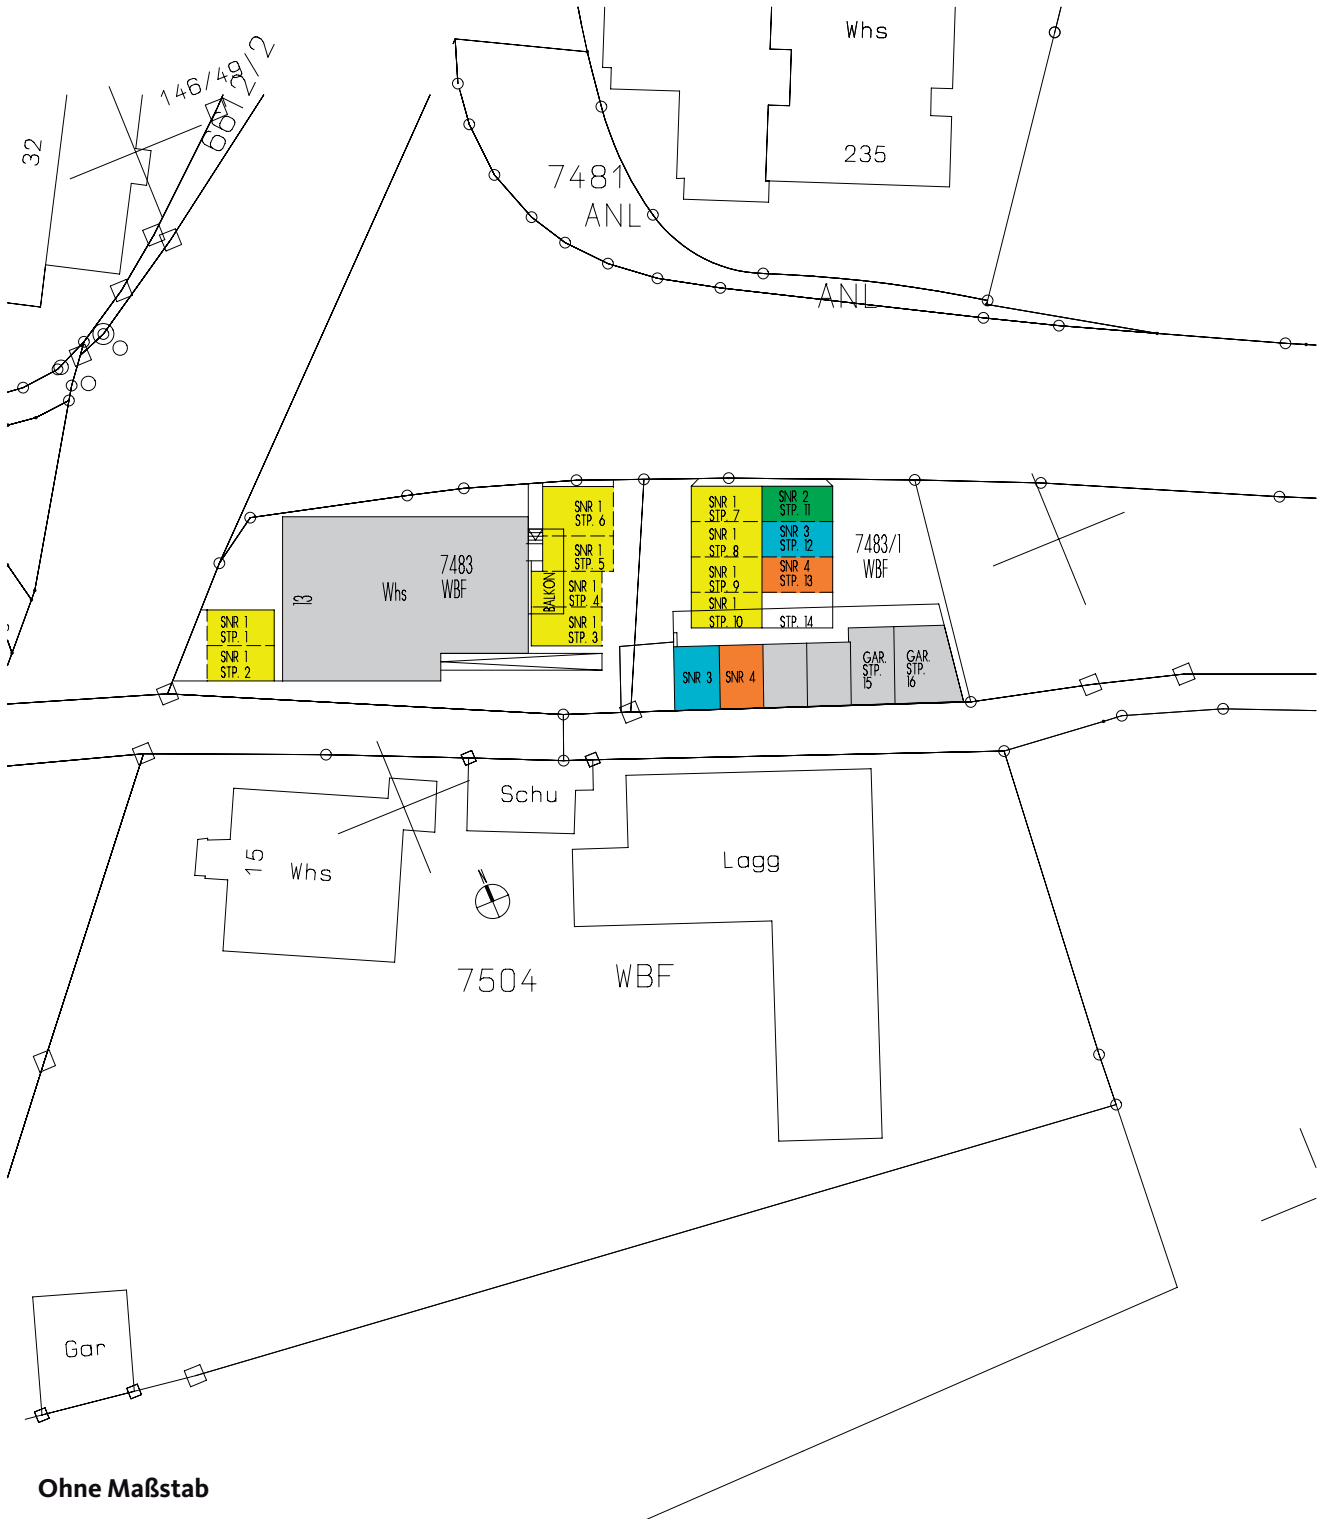 Whs
146/49
661/2/2
32
235
7481
ANL
ANL
SNR 1
STP. 6
SNR 1
STP. 5
SNR 1
STP. 4
SNR 1
STP. 3
BALKON
SNR 1
STP. 7
SNR 1
STP. 8
SNR 1
STP. 9
SNR 1
STP. 10
SNR 2
STP. 11
SNR 3
STP. 12
SNR 4
STP. 13
STP. 14
7483/1
WBF
7483
WBF
Whs
13
SNR 1
STP. 1
SNR 1
STP. 2
SNR 3
SNR 4
GAR.
STP.
15
GAR.
STP.
16
Schu
15
Whs
Lagg
7504
WBF
Gar
Ohne Maßstab